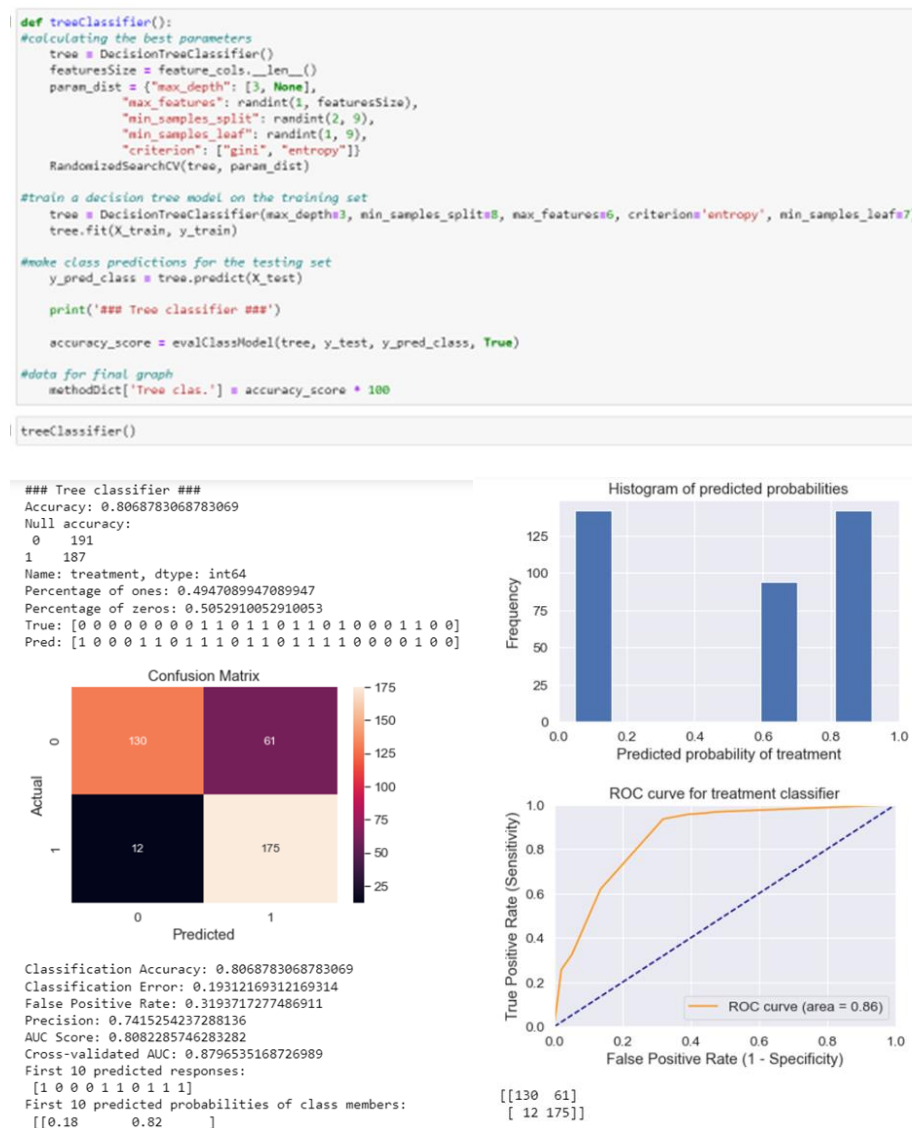 def treeClassifier():
#calculating the best parameters
tree = DecisionTreeClassifier()
featuresSize = feature_cols.__len__()
param_dist = {"max_depth": [3, None],
"max_features": randint(1, featuresSize),
"min_samples_split": randint(2, 9),
"min_samples_leaf": randint(1, 9),
"criterion": ["gini", "entropy"]}
RandomizedSearchCV(tree, param_dist)
#train a decision tree model on the training set
tree = DecisionTreeClassifier(max_depth=3, min_samples_split=8, max_features=6, criterion='entropy', min_samples_leaf=7
tree.fit(X_train, y_train)
#make class predictions for the testing set
y_pred_class = tree.predict(X_test)
print('### Tree classifier ###')
accuracy_score = evalClassModel(tree, y_test, y_pred_class, True)
#data for final graph
methodDict['Tree clas.'] = accuracy_score * 100
treeClassifier()
### Tree classifier ###
Accuracy: 0.8068783068783069
Null accuracy:
0 191
1 187
Name: treatment, dtype: int64
Percentage of ones: 0.4947089947089947
Percentage of zeros: 0.5052910052910053
True: [0 0 0 0 0 0 0 0 1 1 0 1 1 0 1 1 0 1 0 0 0 1 1 0 0]
Pred: [1 0 0 0 1 1 0 1 1 1 0 1 1 0 1 1 1 1 0 0 0 0 1 0 0]
Confusion Matrix
Actual
0
1
130
61
12
175
0
1
Predicted
175
150
125
100
75
50
25
Classification Accuracy: 0.8068783068783069
Classification Error: 0.19312169312169314
False Positive Rate: 0.3193717277486911
Precision: 0.7415254237288136
AUC Score: 0.8082285746283282
Cross-validated AUC: 0.8796535168726989
First 10 predicted responses:
[1 0 0 0 1 1 0 1 1 1]
First 10 predicted probabilities of class members:
[[0.18 0.82 ]
Histogram of predicted probabilities
Frequency
125
100
75
50
25
0
0.0 0.2 0.4 0.6 0.8 1.0
Predicted probability of treatment
ROC curve for treatment classifier
True Positive Rate (Sensitivity)
1.0
0.8
0.6
0.4
0.2
0.0
ROC curve (area = 0.86)
0.0 0.2 0.4 0.6 0.8 1.0
False Positive Rate (1 - Specificity)
[[130 61]
[ 12 175]]